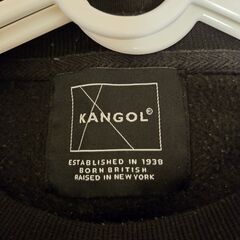 KANGOL®
ESTABLISHED IN 1938
BORN BRITISH
RAISED IN NEW YORK